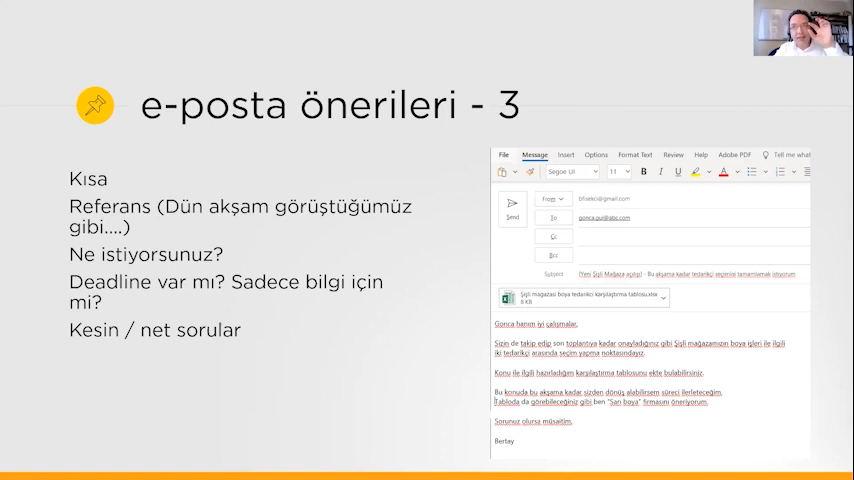 e-posta önerileri - 3
Kısa
Referans (Dün akşam görüştüğümüz
gibi....)
Ne istiyorsunuz?
Deadline var mı? Sadece bilgi için
mi?
Kesin / net sorular
File Message Insert Options Format Text Review Help Adobe PDF Tell me what
Segoe UI 11 B I U A
Send
From bfisekci@gmail.com
To gonca.gul@abc.com
Cc
Bcc
Subject [Yeni Şişli Mağaza açılışı] - Bu akşama kadar tedarikçi seçimini tamamlamak istiyorum
Şişli magazası boya tedarikci karşılaştırma tablosu.xlsx
8 KB
Gonca hanım iyi çalışmalar,
Sizin de takip edip son toplantıya kadar onayladığınız gibi Şişli mağazamızın boya işleri ile ilgili
iki tedarikçi arasında seçim yapma noktasındayız.
Konu ile ilgili hazırladığım karşılaştırma tablosunu ekte bulabilirsiniz.
Bu konuda bu akşama kadar sizden dönüş alabilirsem süreci ilerleteceğim.
Tabloda da görebileceğiniz gibi ben "Sarı boya" firmasını öneriyorum.
Sorunuz olursa müsaitim,
Bertay